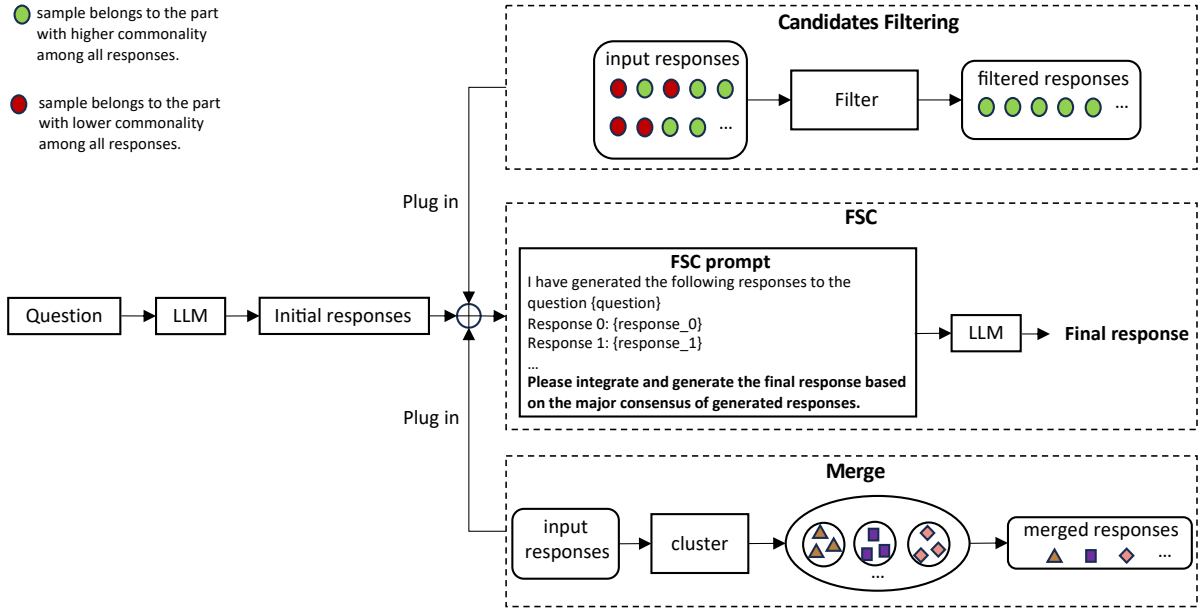 sample belongs to the part
with higher commonality
among all responses.
sample belongs to the part
with lower commonality
among all responses.
Candidates Filtering
input responses
...
Filter
filtered responses
...
Plug in
FSC
FSC prompt
I have generated the following responses to the
question {question}
Response 0: {response_0}
Response 1: {response_1}
...
Please integrate and generate the final response based
on the major consensus of generated responses.
Question
LLM
Initial responses
LLM
Final response
Plug in
Merge
input
responses
cluster
...
merged responses
...